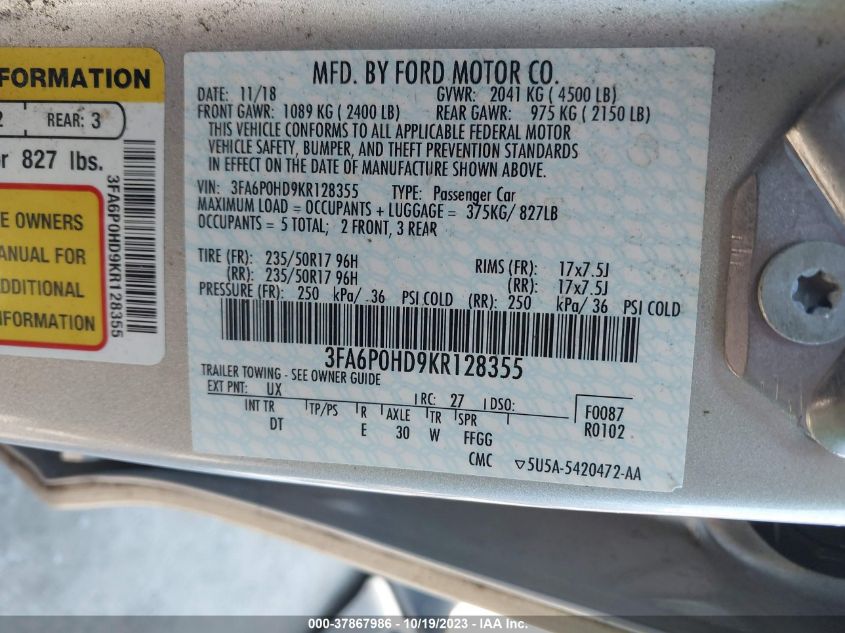 FORMATION
2 REAR: 3
or 827 lbs.
E OWNERS
MANUAL FOR
ADDITIONAL
NFORMATION
3FA6P0HD9KR128355
MFD. BY FORD MOTOR CO.
DATE: 11/18 GVWR: 2041 KG ( 4500 LB)
FRONT GAWR: 1089 KG ( 2400 LB) REAR GAWR: 975 KG ( 2150 LB)
THIS VEHICLE CONFORMS TO ALL APPLICABLE FEDERAL MOTOR
VEHICLE SAFETY, BUMPER, AND THEFT PREVENTION STANDARDS
IN EFFECT ON THE DATE OF MANUFACTURE SHOWN ABOVE.
VIN: 3FA6P0HD9KR128355 TYPE: Passenger Car
MAXIMUM LOAD = OCCUPANTS + LUGGAGE = 375KG/ 827LB
OCCUPANTS = 5 TOTAL; 2 FRONT, 3 REAR
TIRE (FR): 235/50R17 96H RIMS (FR): 17x7.5J
(RR): 235/50R17 96H (RR): 17x7.5J
PRESSURE (FR): 250 kPa/ 36 PSI COLD (RR): 250 kPa/ 36 PSI COLD
3FA6P0HD9KR128355
TRAILER TOWING - SEE OWNER GUIDE
EXT PNT: UX RC: 27 DSO: F0087
INT TR TP/PS R AXLE TR SPR R0102
DT E 30 W FFGG
CMC ▽5U5A-5420472-AA
000-37867986 - 10/19/2023 - IAA Inc.